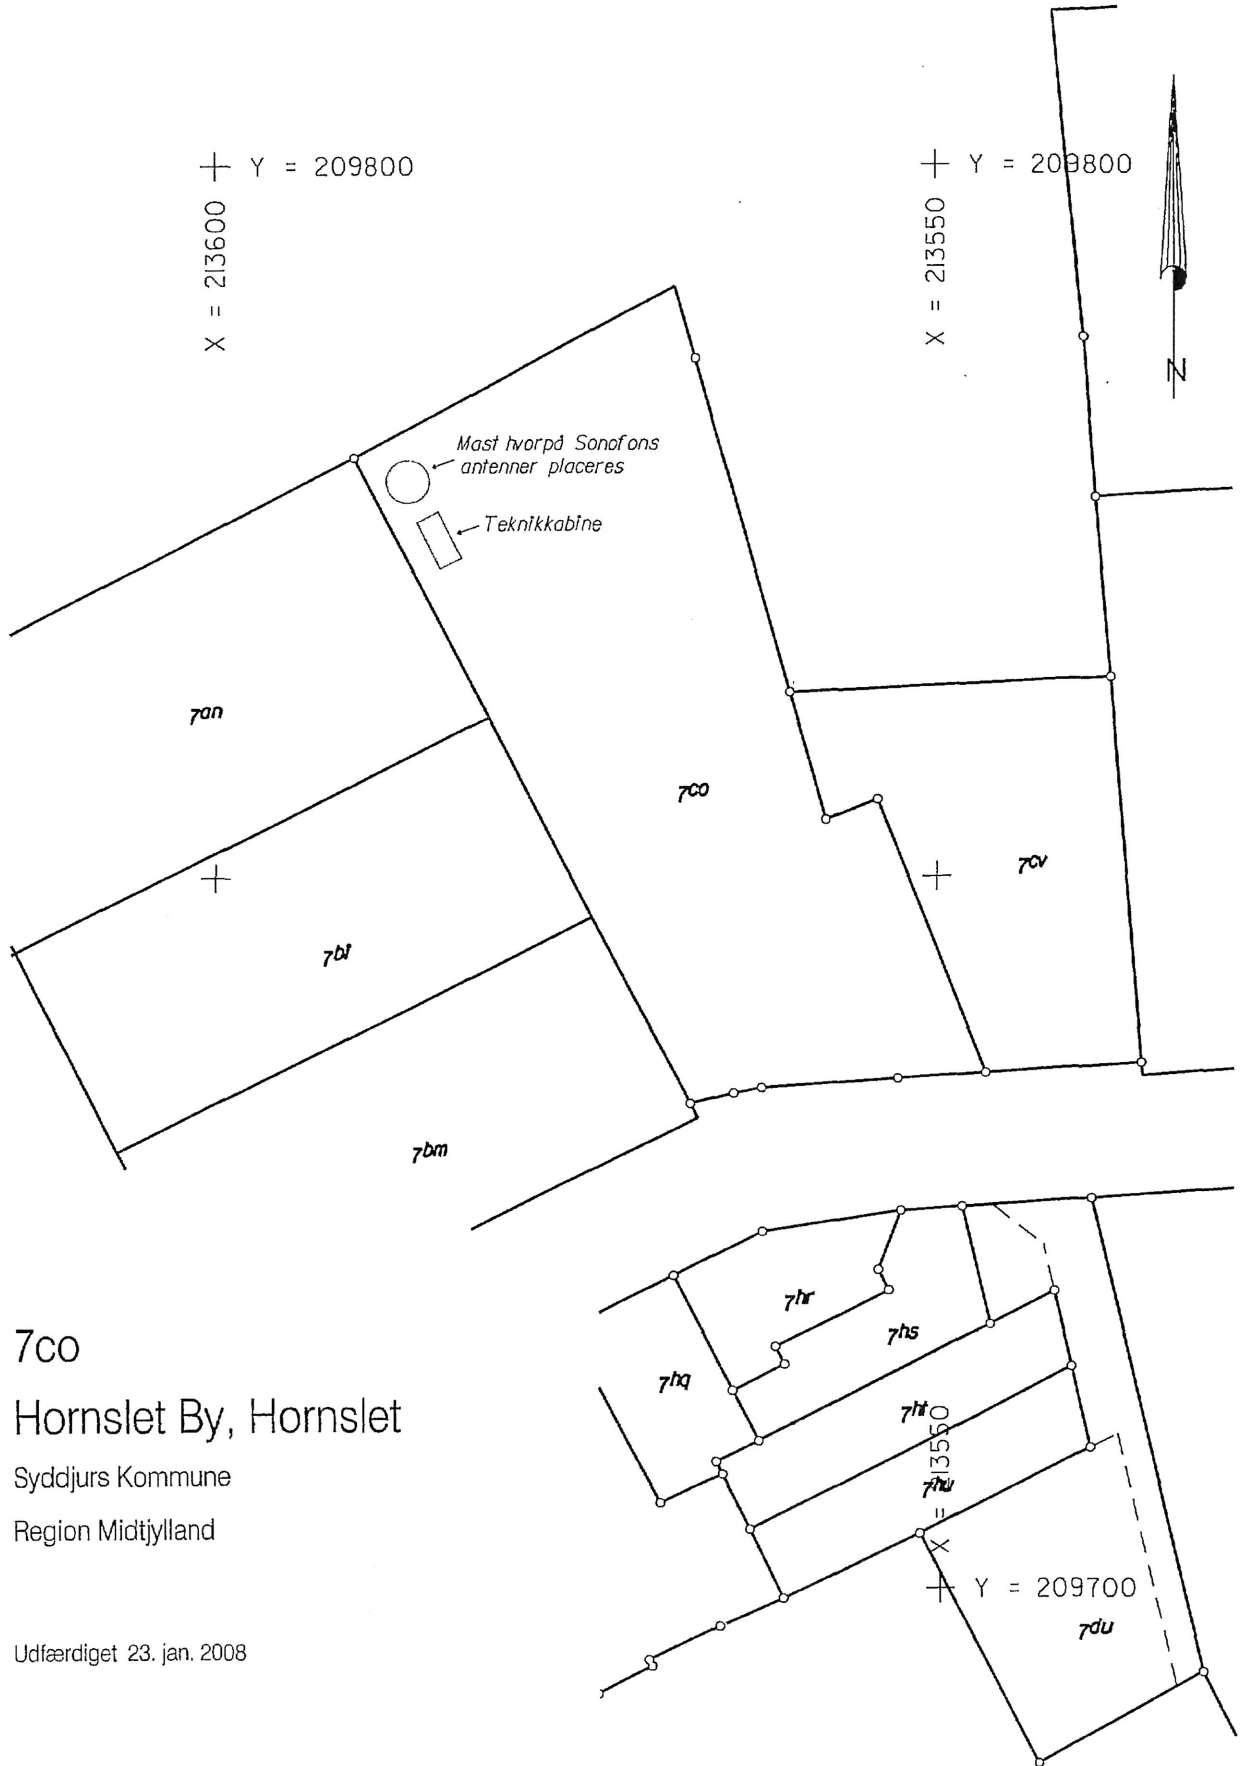 Y = 209800
Y = 209800
X = 213600
X = 213550
N
Mast hvorpå Sonofons
antenner placeres
Teknikkabine
7an
7co
7cv
7bi
7bm
7hr
7hs
7hq
7ht
X = 213550
7hu
Y = 209700
7du
7co
Hornslet By, Hornslet
Syddjurs Kommune
Region Midtjylland
Udfærdiget 23. jan. 2008